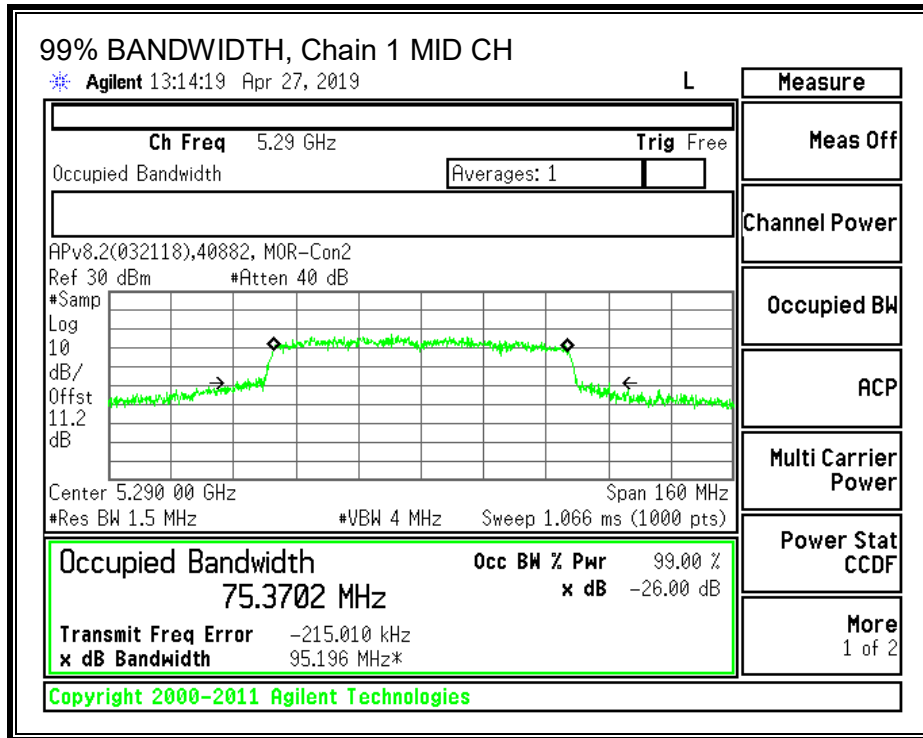 99% BANDWIDTH, Chain 1 MID CH
Agilent 13:14:19 Apr 27, 2019 L
Measure
Ch Freq 5.29 GHz Trig Free
Meas Off
Occupied Bandwidth Averages: 1
Channel Power
APv8.2(032118),40882, MOR-Con2
Ref 30 dBm #Atten 40 dB
#Samp
Log
10
dB/
Offst
11.2
dB
Occupied BW
ACP
Multi Carrier
Power
Center 5.290 00 GHz Span 160 MHz
#Res BW 1.5 MHz #VBW 4 MHz Sweep 1.066 ms (1000 pts)
Power Stat
CCDF
Occupied Bandwidth Occ BW % Pwr 99.00 %
75.3702 MHz x dB -26.00 dB
Transmit Freq Error -215.010 kHz
x dB Bandwidth 95.196 MHz*
More
1 of 2
Copyright 2000-2011 Agilent Technologies